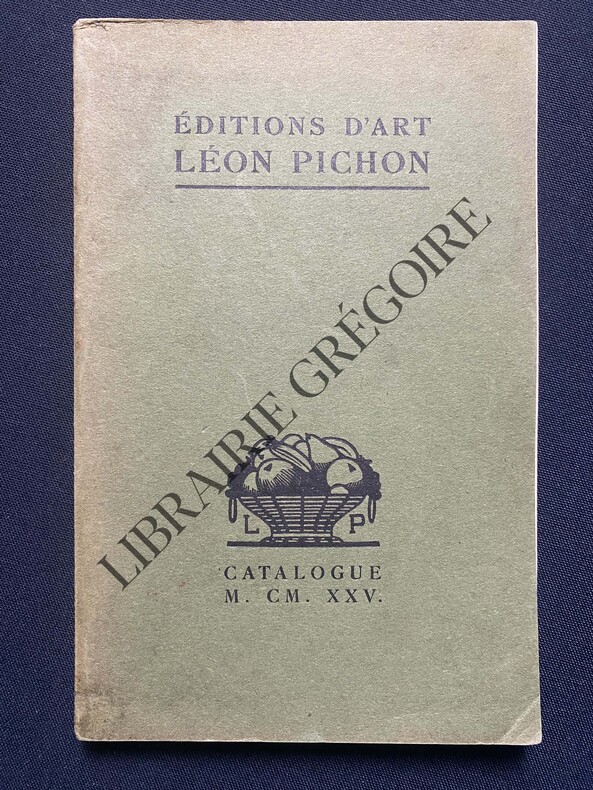 ÉDITIONS D'ART
LÉON PICHON
LIBRAIRIE GRÉGOIRE
L P
CATALOGUE
M. CM. XXV.